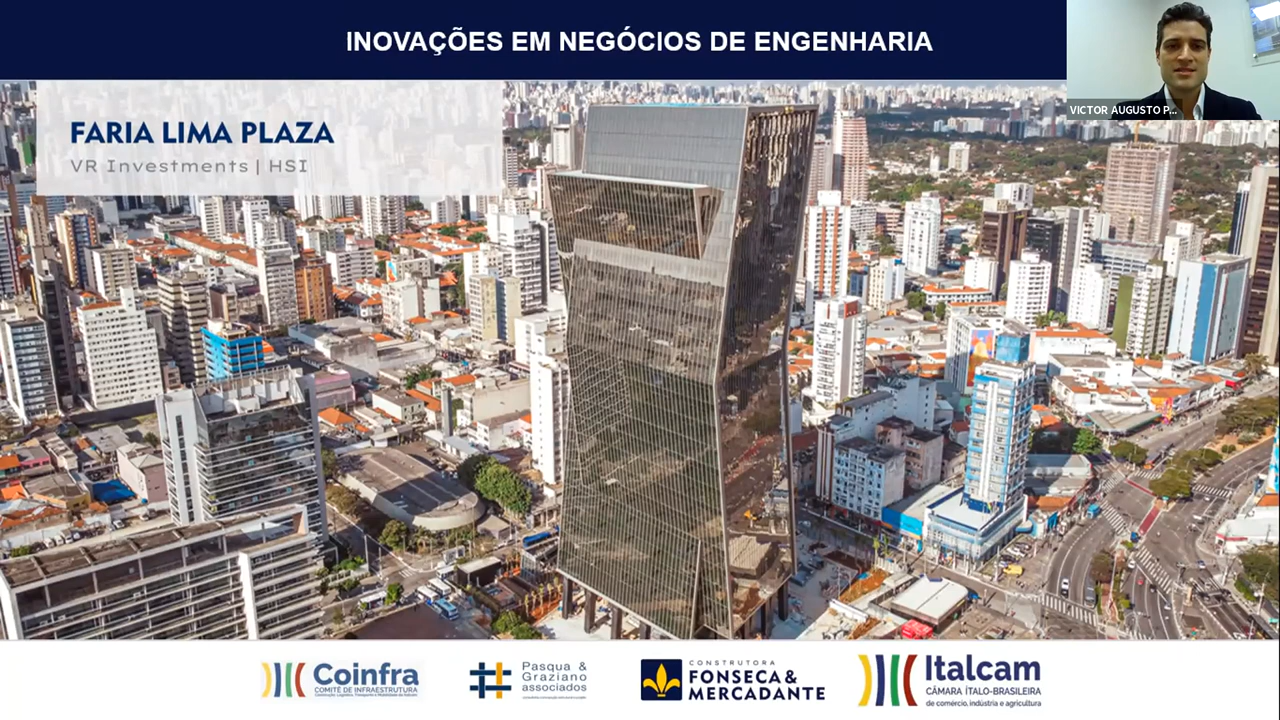 INOVAÇÕES EM NEGÓCIOS DE ENGENHARIA
VICTOR AUGUSTO P...
FARIA LIMA PLAZA
VR Investments | HSI
Coinfra
COMITÊ DE INFRAESTRUTURA
Pasqua &
Graziano
associados
CONSTRUTORA
FONSECA &
MERCADANTE
Italcam
CÂMARA ÍTALO-BRASILEIRA
de comércio, indústria e agricultura